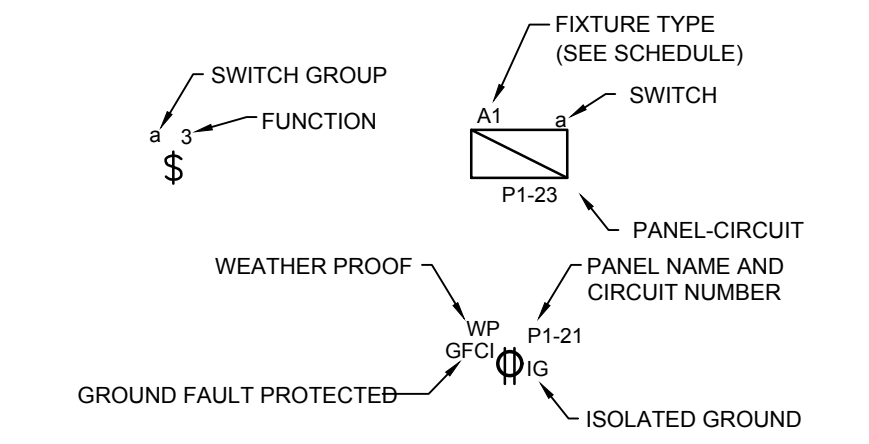 FIXTURE TYPE
(SEE SCHEDULE)
SWITCH GROUP
SWITCH
FUNCTION
A1
a
a 3
$
P1-23
PANEL-CIRCUIT
WEATHER PROOF
PANEL NAME AND
CIRCUIT NUMBER
WP
P1-21
GFCI
IG
GROUND FAULT PROTECTED
ISOLATED GROUND